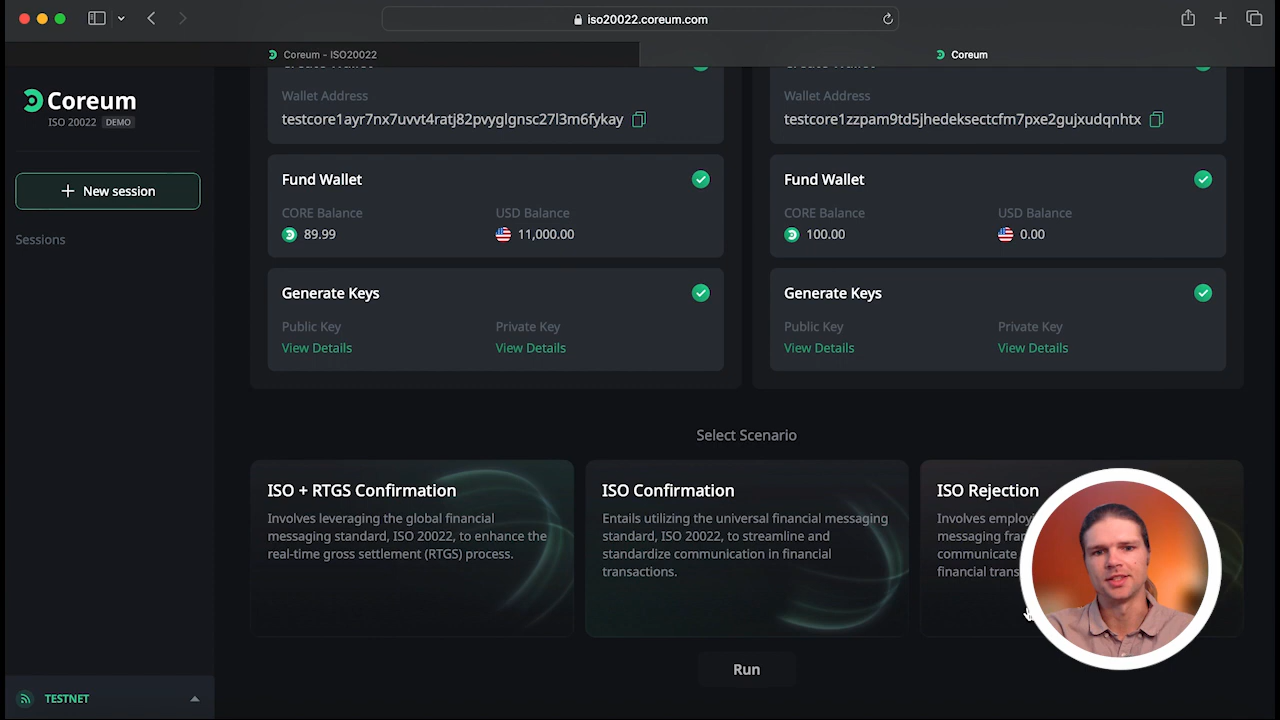 iso20022.coreum.com
Coreum - ISO20022
Coreum
Coreum
ISO 20022 DEMO
New session
Sessions
TESTNET
Create Wallet
Wallet Address
testcore1ayr7nx7uvvt4ratj82pvyglgnsc27l3m6fykay
Fund Wallet
CORE Balance
USD Balance
89.99
11,000.00
Generate Keys
Public Key
Private Key
View Details
View Details
Create Wallet
Wallet Address
testcore1zzpam9td5jhedeksectcfm7pxe2gujxudqnhtx
Fund Wallet
CORE Balance
USD Balance
100.00
0.00
Generate Keys
Public Key
Private Key
View Details
View Details
Select Scenario
ISO + RTGS Confirmation
Involves leveraging the global financial
messaging standard, ISO 20022, to enhance the
real-time gross settlement (RTGS) process.
ISO Confirmation
Entails utilizing the universal financial messaging
standard, ISO 20022, to streamline and
standardize communication in financial
transactions.
ISO Rejection
Involves
messaging
communicate
financial
Run